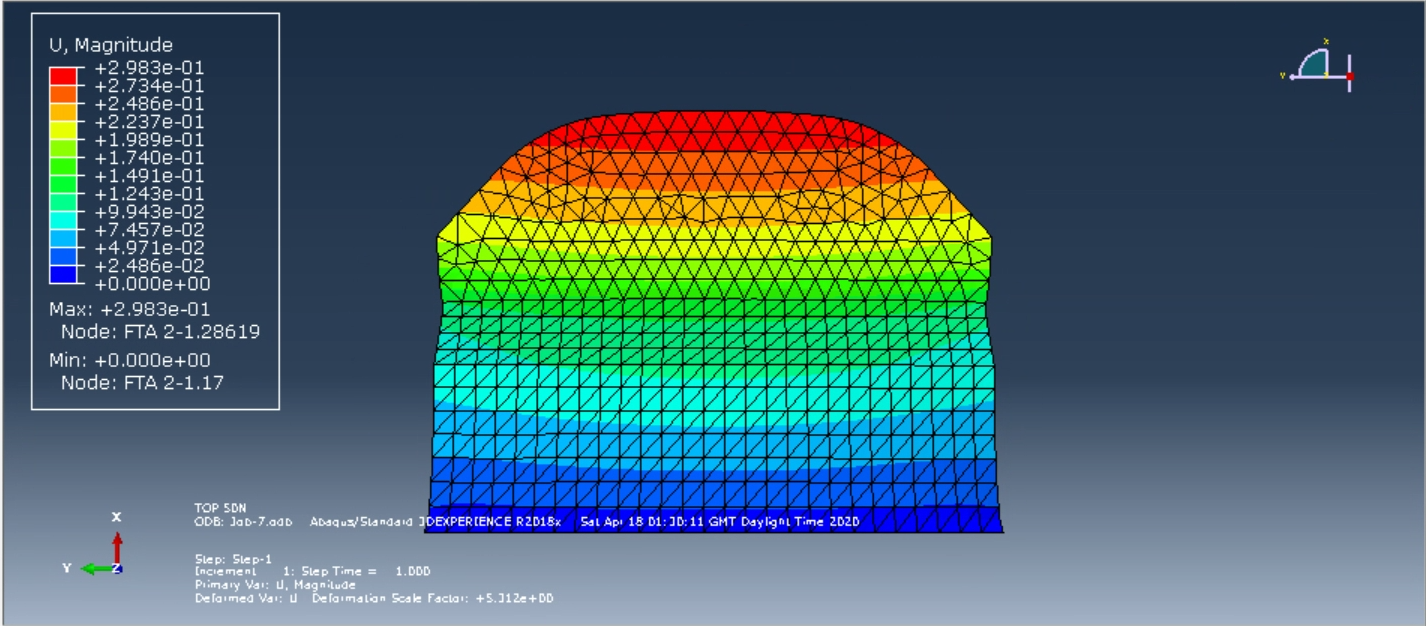 U, Magnitude
+2.983e-01
+2.734e-01
+2.486e-01
+2.237e-01
+1.989e-01
+1.740e-01
+1.491e-01
+1.243e-01
+9.943e-02
+7.457e-02
+4.971e-02
+2.486e-02
+0.000e+00
Max: +2.983e-01
Node: FTA 2-1.28619
Min: +0.000e+00
Node: FTA 2-1.17
X
Y
X
Y
Z
TOP SDN
ODB: Job-7.odb Abaqus/Standard 3DEXPERIENCE R2018x Sat Apr 18 01:30:11 GMT Daylight Time 2020
Step: Step-1
Increment 1: Step Time = 1.000
Primary Var: U, Magnitude
Deformed Var: U Deformation Scale Factor: +5.312e+00